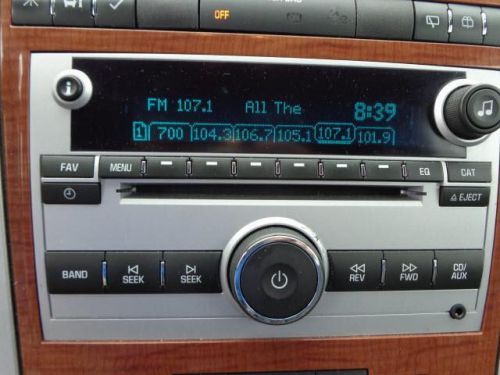 OFF
FM 107.1 All The 8:39
1 700 104.3 106.7 105.1 107.1 101.9
FAV MENU EQ CAT
EJECT
BAND SEEK SEEK REV FWD CD/AUX